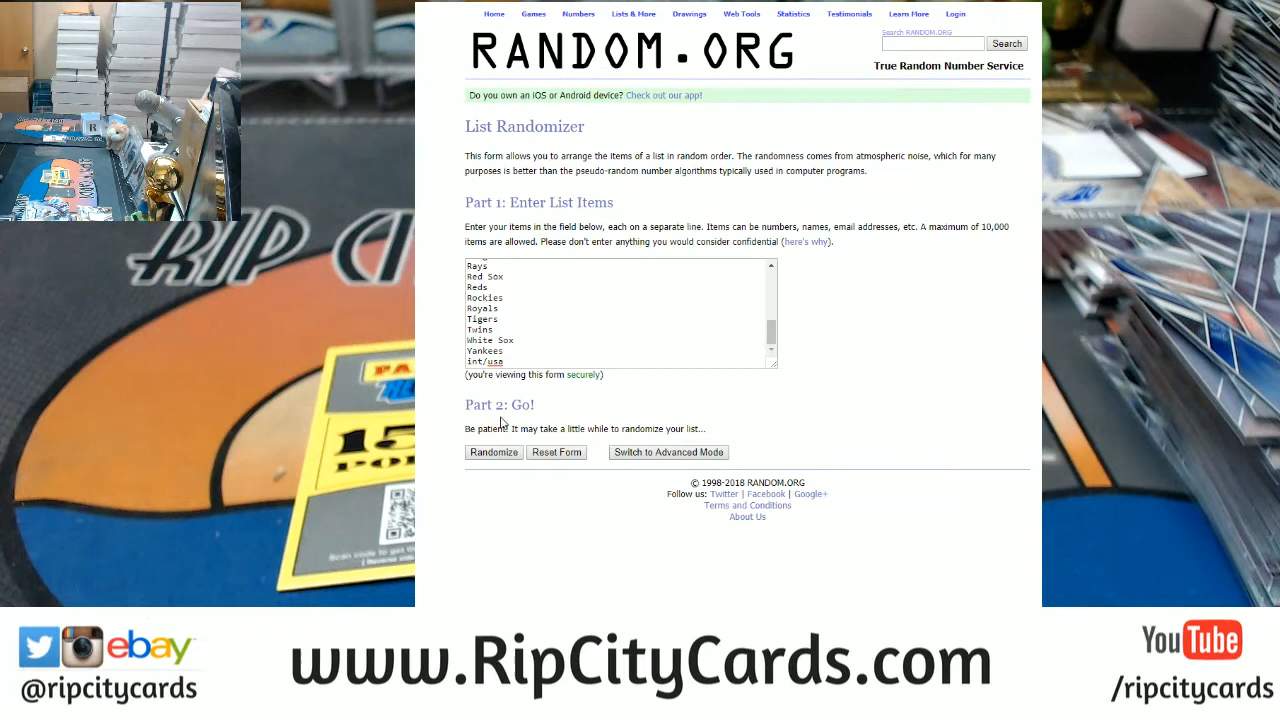 Home Games Numbers Lists & More Drawings Web Tools Statistics Testimonials Learn More Login
RANDOM.ORG
Search RANDOM.ORG
Search
True Random Number Service
Do you own an iOS or Android device? Check out our app!
List Randomizer
This form allows you to arrange the items of a list in random order. The randomness comes from atmospheric noise, which for many
purposes is better than the pseudo-random number algorithms typically used in computer programs.
Part 1: Enter List Items
Enter your items in the field below, each on a separate line. Items can be numbers, names, email addresses, etc. A maximum of 10,000
items are allowed. Please don't enter anything you would consider confidential (here's why).
Rays
Red Sox
Reds
Rockies
Royals
Tigers
Twins
White Sox
Yankees
int/usa
(you're viewing this form securely)
Part 2: Go!
Be patient! It may take a little while to randomize your list...
Randomize Reset Form Switch to Advanced Mode
© 1998-2018 RANDOM.ORG
Follow us: Twitter | Facebook | Google+
Terms and Conditions
About Us
RIP
15
Scan code to get
ebay
@ripcitycards
www.RipCityCards.com
YouTube
/ripcitycards